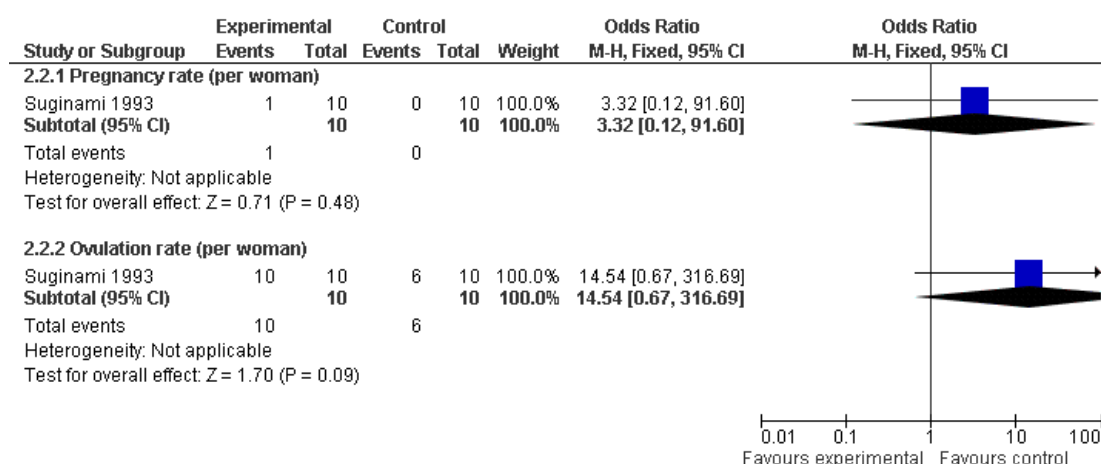 Experimental Control Odds Ratio Odds Ratio
Study or Subgroup Events Total Events Total Weight M-H, Fixed, 95% CI M-H, Fixed, 95% CI
2.2.1 Pregnancy rate (per woman)
Suginami 1993 1 10 0 10 100.0% 3.32 [0.12, 91.60]
Subtotal (95% CI) 10 10 100.0% 3.32 [0.12, 91.60]
Total events 1 0
Heterogeneity: Not applicable
Test for overall effect: Z = 0.71 (P = 0.48)
2.2.2 Ovulation rate (per woman)
Suginami 1993 10 10 6 10 100.0% 14.54 [0.67, 316.69]
Subtotal (95% CI) 10 10 100.0% 14.54 [0.67, 316.69]
Total events 10 6
Heterogeneity: Not applicable
Test for overall effect: Z = 1.70 (P = 0.09)
0.01 0.1 1 10 100
Favours experimental Favours control